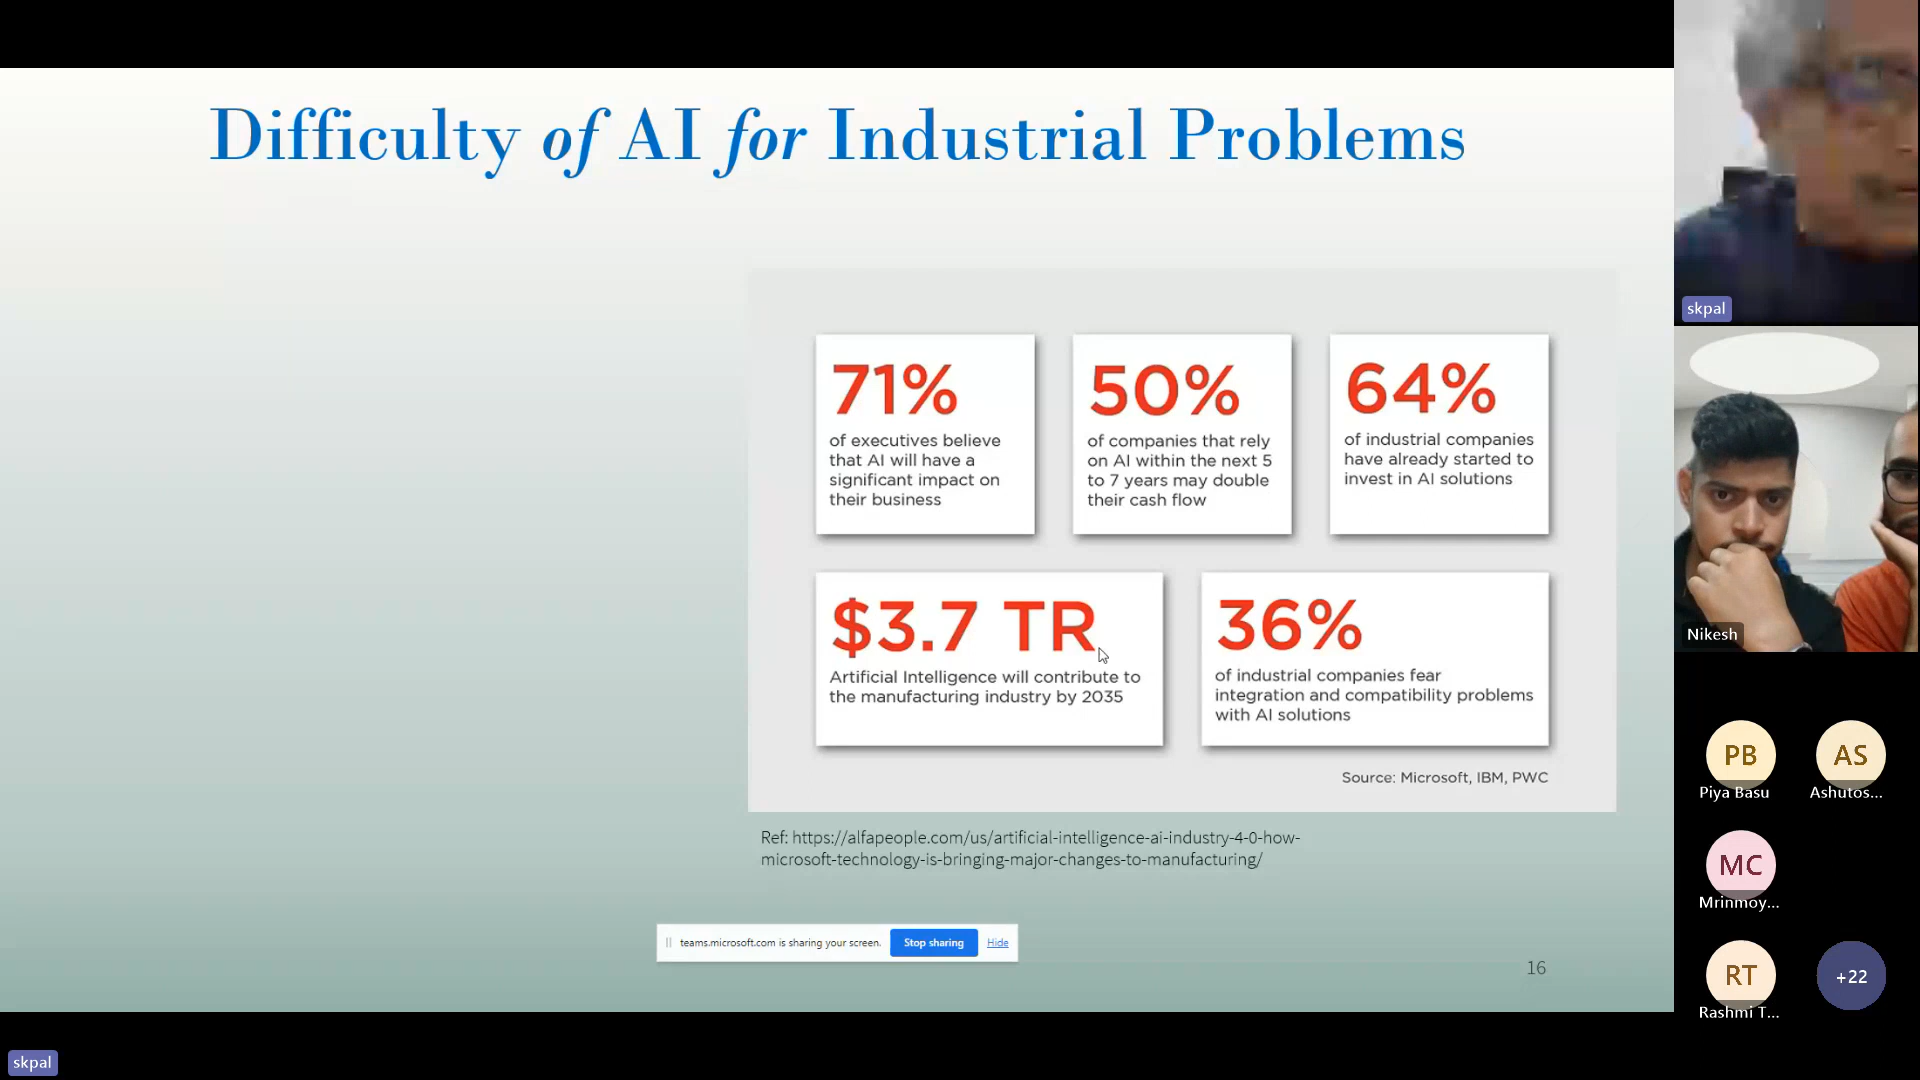 Difficulty of AI for Industrial Problems
71%
of executives believe
that AI will have a
significant impact on
their business
50%
of companies that rely
on AI within the next 5
to 7 years may double
their cash flow
64%
of industrial companies
have already started to
invest in AI solutions
$3.7 TR
Artificial Intelligence will contribute to
the manufacturing industry by 2035
36%
of industrial companies fear
integration and compatibility problems
with AI solutions
Source: Microsoft, IBM, PWC
Ref: https://alfapeople.com/us/artificial-intelligence-ai-industry-4-0-how-
microsoft-technology-is-bringing-major-changes-to-manufacturing/
teams.microsoft.com is sharing your screen. Stop sharing Hide
16
skpal
skpal
Nikesh
PB
Piya Basu
AS
Ashutos...
MC
Mrinmoy...
RT
Rashmi T...
+22